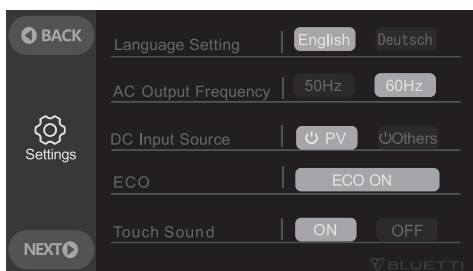 BACK
Language Setting English Deutsch
AC Output Frequency 50Hz 60Hz
Settings
DC Input Source PV Others
ECO ECO ON
Touch Sound ON OFF
NEXT
BLUETTI